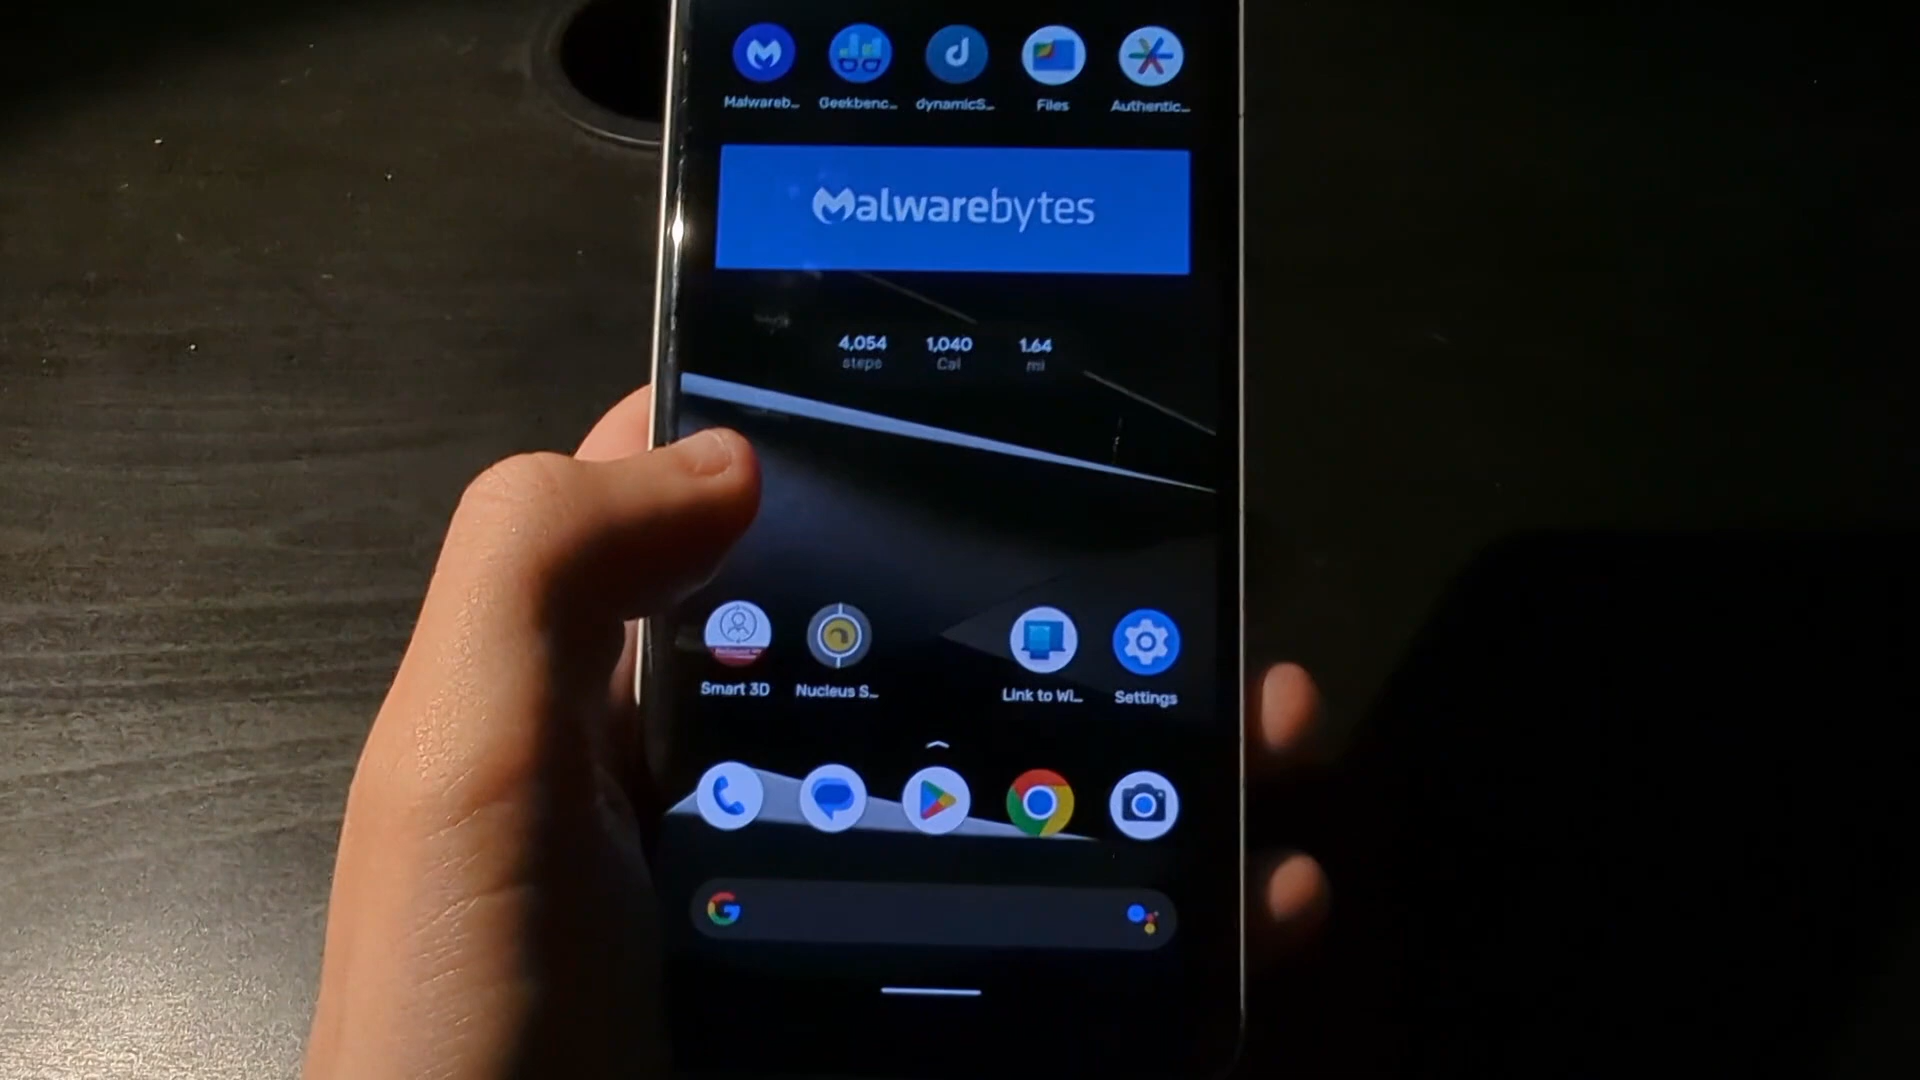 Malwareb...
Geekbenc...
dynamicS...
Files
Authentic...
Malwarebytes
4,054 1,040 1.64
steps Cal mi
Smart 3D
Nucleus S...
Link to Wi...
Settings